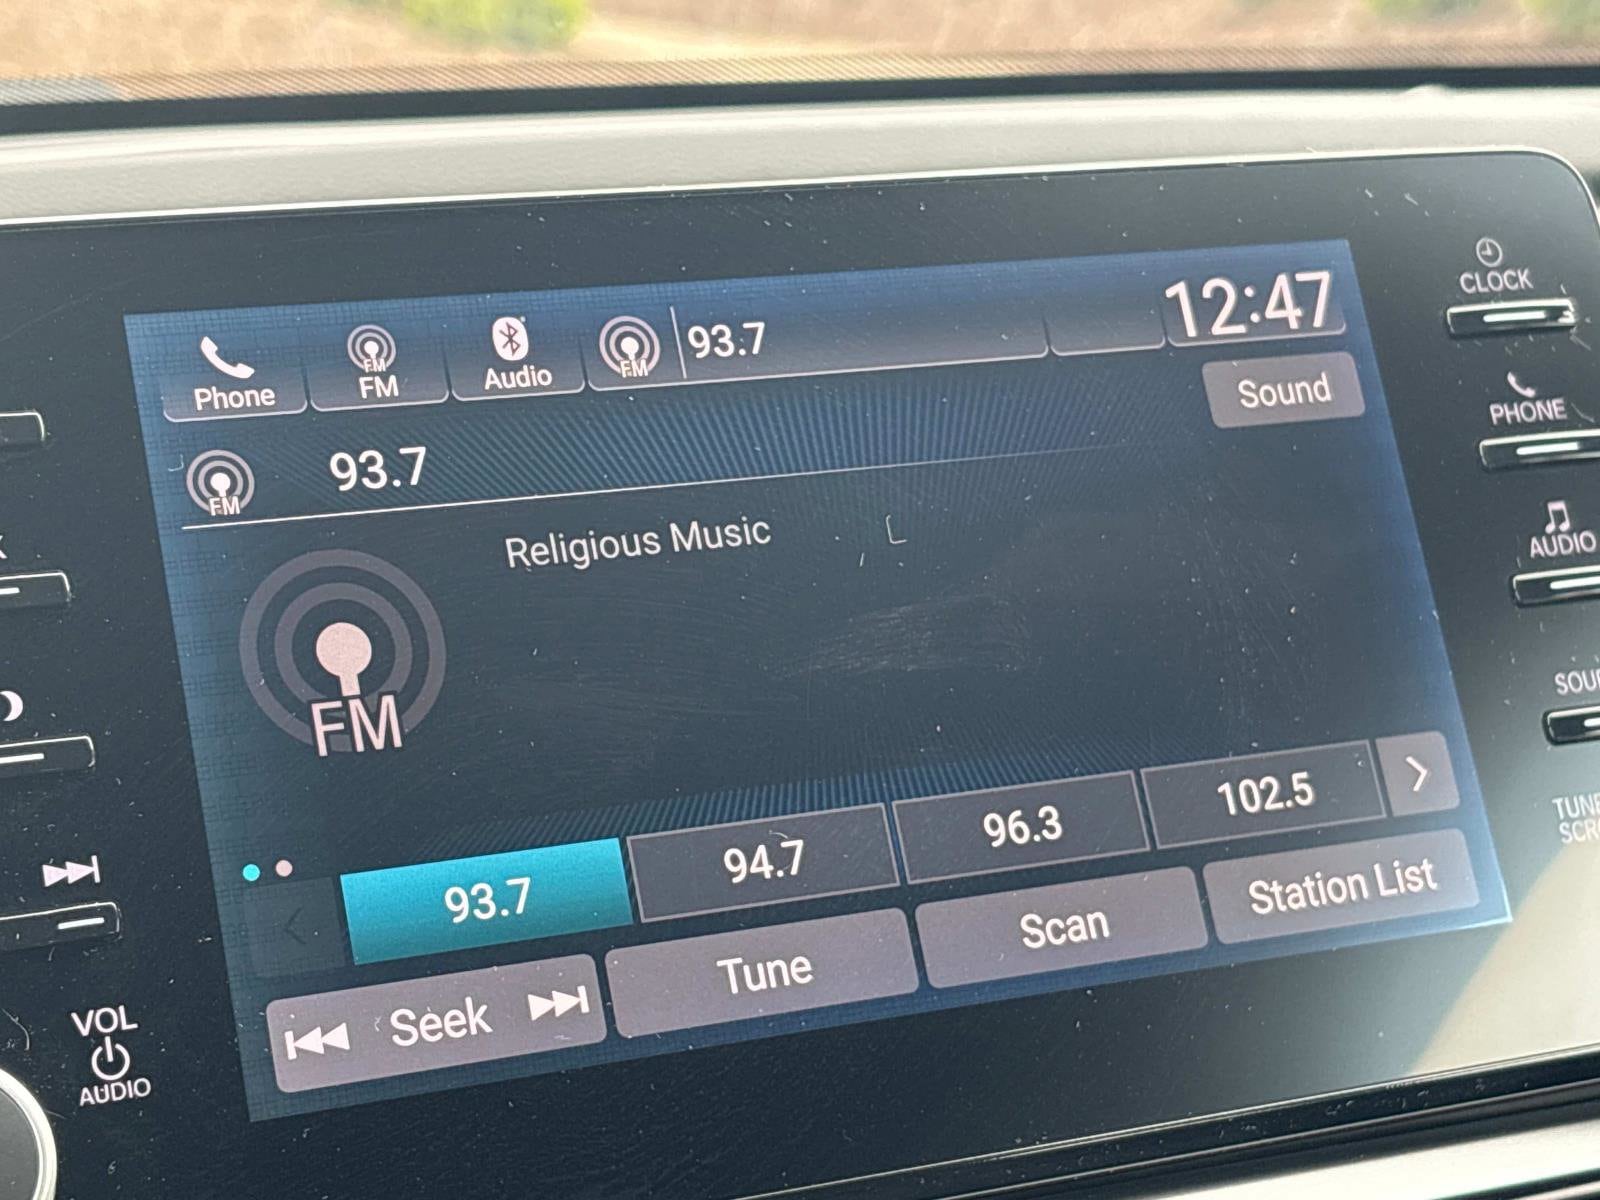 12:47
Phone
FM
FM
Audio
FM
93.7
Sound
FM
93.7
Religious Music
FM
93.7
94.7
96.3
102.5
Seek
Tune
Scan
Station List
CLOCK
PHONE
AUDIO
VOL
AUDIO